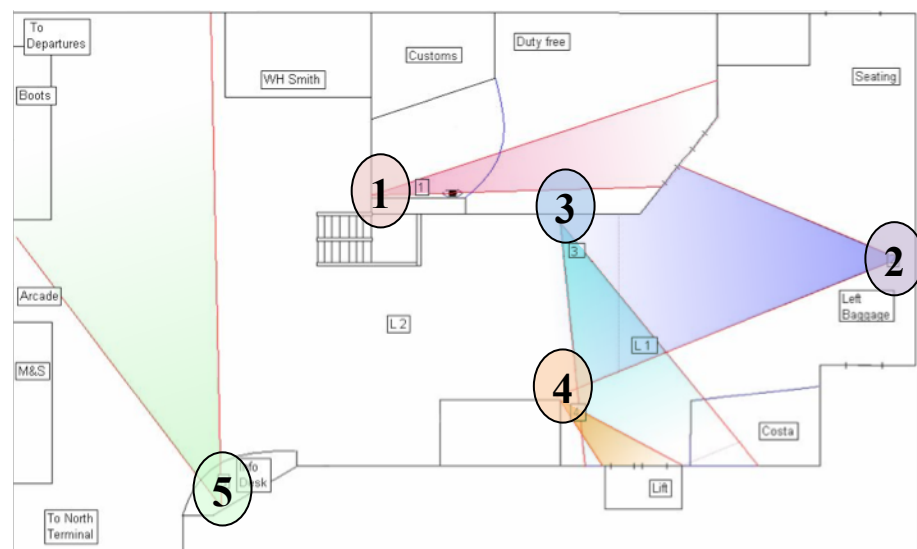 To
Departures
Boots
WH Smith
Customs
Duty free
Seating
1
1
3
3
2
Left
Baggage
Arcade
L 2
L 1
M&S
4
Costa
5
Info
Desk
Lift
To North
Terminal